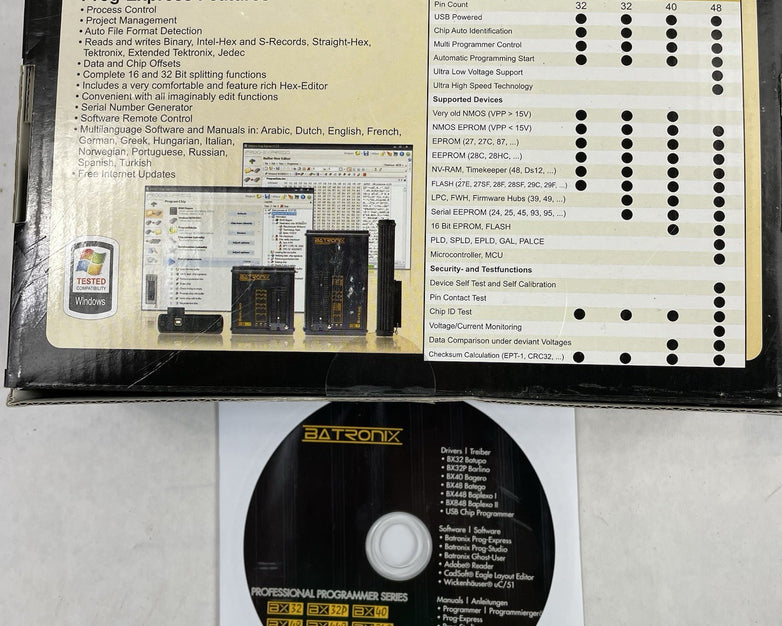 Prog-Express Features
• Process Control
• Project Management
• Auto File Format Detection
• Reads and writes Binary, Intel-Hex and S-Records, Straight-Hex,
Tektronix, Extended Tektronix, Jedec
• Data and Chip Offsets
• Complete 16 and 32 Bit splitting functions
• Includes a very comfortable and feature rich Hex-Editor
• Convenient with all imaginably edit functions
• Serial Number Generator
• Software Remote Control
• Multilanguage Software and Manuals in: Arabic, Dutch, English, French,
German, Greek, Hungarian, Italian,
Norwegian, Portuguese, Russian,
Spanish, Turkish
• Free Internet Updates
TESTED
COMPATIBILITY
Windows
BATRONIX
BATRONIX
Pin Count 32 32 40 48
USB Powered ● ● ● ●
Chip Auto Identification ● ● ● ●
Multi Programmer Control ● ● ● ●
Automatic Programming Start ● ● ● ●
Ultra Low Voltage Support ●
Ultra High Speed Technology ●
Supported Devices
Very old NMOS (VPP > 15V) ● ● ●
NMOS EPROM (VPP < 15V) ● ● ● ●
EPROM (27, 27C, 87, ...) ● ● ● ●
EEPROM (28C, 28HC, ...) ● ● ● ●
NV-RAM, Timekeeper (48, Ds12, ...) ● ● ● ●
FLASH (27E, 27SF, 28F, 28SF, 29C, 29F, ...) ● ● ● ●
LPC, FWH, Firmware Hubs (39, 49, ...) ● ● ●
Serial EEPROM (24, 25, 45, 93, 95, ...) ● ● ●
16 Bit EPROM, FLASH ● ●
PLD, SPLD, EPLD, GAL, PALCE ●
Microcontroller, MCU ●
Security- and Testfunctions
Device Self Test and Self Calibration ●
Pin Contact Test ●
Chip ID Test ● ● ● ●
Voltage/Current Monitoring ●
Data Comparison under deviant Voltages ● ●
Checksum Calculation (EPT-1, CRC32, ...) ● ● ● ●
BATRONIX
Drivers | Treiber
• BX32 Batupo
• BX32P Barlino
• BX40 Bagero
• BX48 Batego
• BX448 Baplexo I
• BX848 Baplexo II
• USB Chip Programmer
Software | Software
• Batronix Prog-Express
• Batronix Prog-Studio
• Batronix Ghost-User
• Adobe® Reader
• CadSoft® Eagle Layout Editor
• Wickenhäuser® uC/51
Manuals | Anleitungen
• Programmer | Programmiergerä
• Prog-Express
PROFESSIONAL PROGRAMMER SERIES
BX32 BX32P BX40